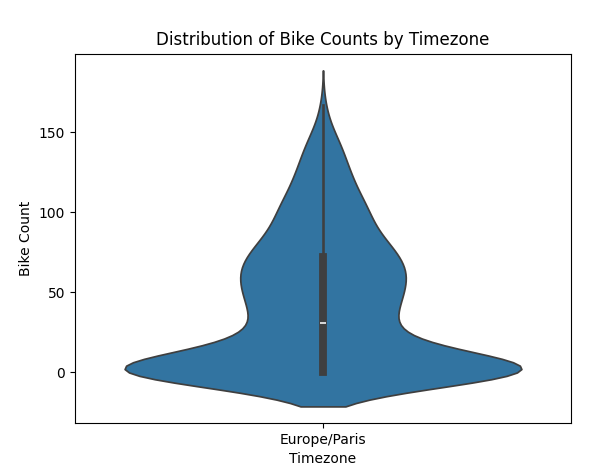 Distribution of Bike Counts by Timezone
150
100
50
0
Bike Count
Europe/Paris
Timezone